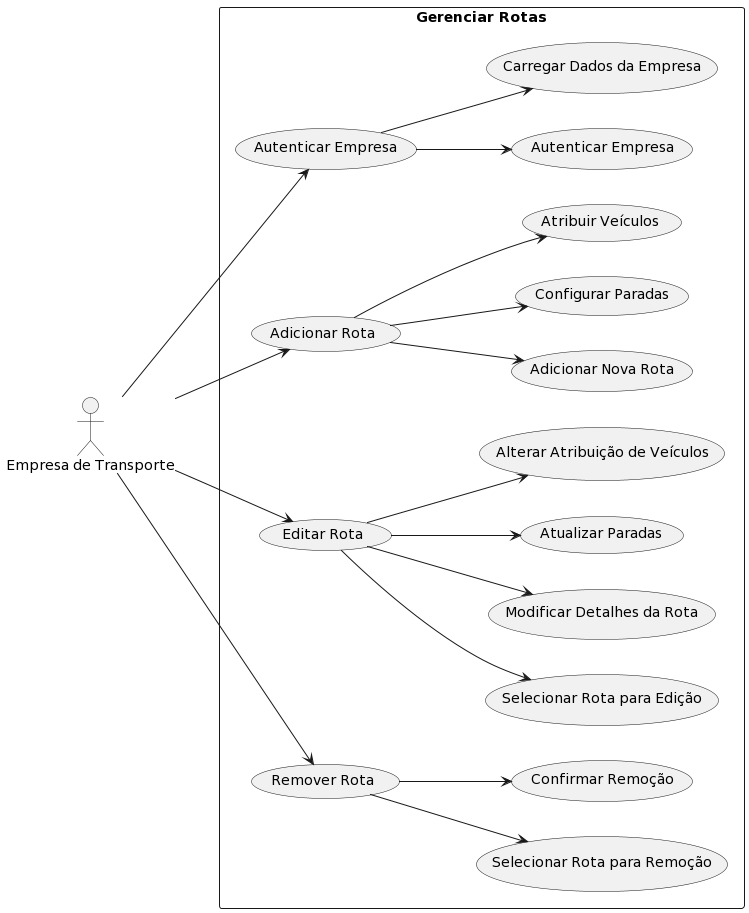 Gerenciar Rotas
Carregar Dados da Empresa
Autenticar Empresa
Autenticar Empresa
Atribuir Veículos
Configurar Paradas
Adicionar Rota
Adicionar Nova Rota
Empresa de Transporte
Alterar Atribuição de Veículos
Editar Rota
Atualizar Paradas
Modificar Detalhes da Rota
Selecionar Rota para Edição
Remover Rota
Confirmar Remoção
Selecionar Rota para Remoção